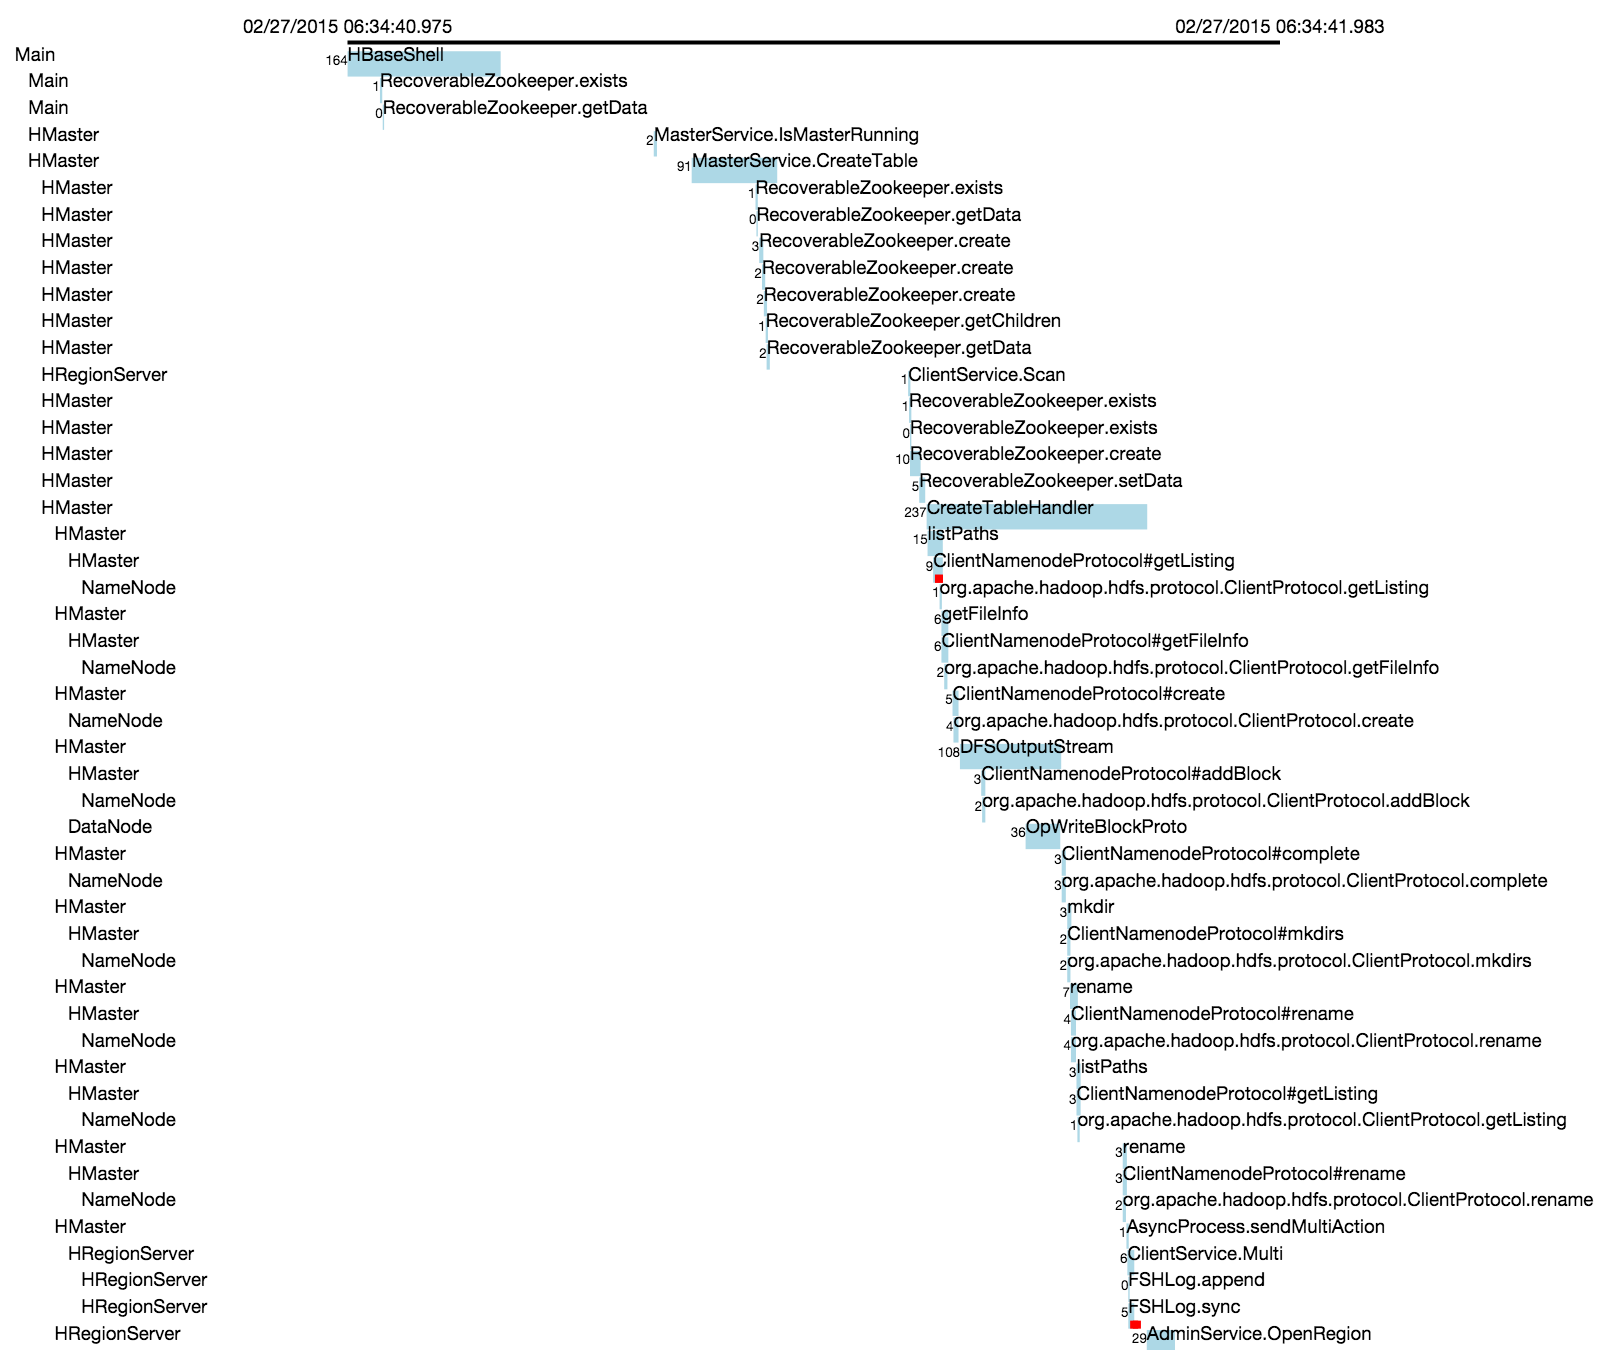 02/27/2015 06:34:40.975 02/27/2015 06:34:41.983
Main 164 HBaseShell
Main 1 RecoverableZookeeper.exists
Main 0 RecoverableZookeeper.getData
HMaster 2 MasterService.IsMasterRunning
HMaster 91 MasterService.CreateTable
HMaster 1 RecoverableZookeeper.exists
HMaster 0 RecoverableZookeeper.getData
HMaster 3 RecoverableZookeeper.create
HMaster 2 RecoverableZookeeper.create
HMaster 2 RecoverableZookeeper.create
HMaster 1 RecoverableZookeeper.getChildren
HMaster 2 RecoverableZookeeper.getData
HRegionServer 1 ClientService.Scan
HMaster 1 RecoverableZookeeper.exists
HMaster 0 RecoverableZookeeper.exists
HMaster 10 RecoverableZookeeper.create
HMaster 5 RecoverableZookeeper.setData
HMaster 237 CreateTableHandler
HMaster 15 listPaths
HMaster 9 ClientNamenodeProtocol#getListing
NameNode 1 org.apache.hadoop.hdfs.protocol.ClientProtocol.getListing
HMaster 6 getFileInfo
HMaster 6 ClientNamenodeProtocol#getFileInfo
NameNode 2 org.apache.hadoop.hdfs.protocol.ClientProtocol.getFileInfo
HMaster 5 ClientNamenodeProtocol#create
NameNode 4 org.apache.hadoop.hdfs.protocol.ClientProtocol.create
HMaster 108 DFSOutputStream
HMaster 3 ClientNamenodeProtocol#addBlock
NameNode 2 org.apache.hadoop.hdfs.protocol.ClientProtocol.addBlock
DataNode 36 OpWriteBlockProto
HMaster 3 ClientNamenodeProtocol#complete
NameNode 3 org.apache.hadoop.hdfs.protocol.ClientProtocol.complete
HMaster 3 mkdir
HMaster 2 ClientNamenodeProtocol#mkdirs
NameNode 2 org.apache.hadoop.hdfs.protocol.ClientProtocol.mkdirs
HMaster 7 rename
HMaster 4 ClientNamenodeProtocol#rename
NameNode 4 org.apache.hadoop.hdfs.protocol.ClientProtocol.rename
HMaster 3 listPaths
HMaster 3 ClientNamenodeProtocol#getListing
NameNode 1 org.apache.hadoop.hdfs.protocol.ClientProtocol.getListing
HMaster 3 rename
HMaster 3 ClientNamenodeProtocol#rename
NameNode 2 org.apache.hadoop.hdfs.protocol.ClientProtocol.rename
HMaster 1 AsyncProcess.sendMultiAction
HRegionServer 6 ClientService.Multi
HRegionServer 0 FSHLog.append
HRegionServer 5 FSHLog.sync
HRegionServer 29 AdminService.OpenRegion